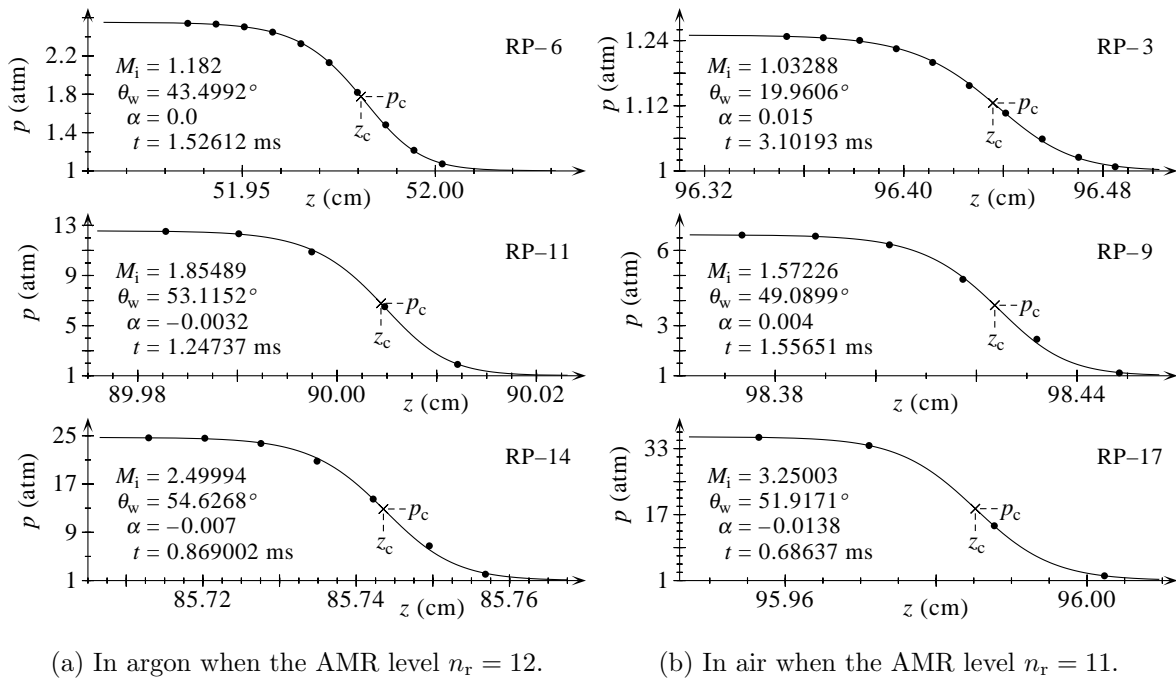 RP–6
p (atm)
2.6
2.2
1.8
1.4
1
M_i = 1.182
θ_w = 43.4992°
α = 0.0
t = 1.52612 ms
p_c
z_c
51.95
52.00
z (cm)
RP–3
p (atm)
1.24
1.12
1
M_i = 1.03288
θ_w = 19.9606°
α = 0.015
t = 3.10193 ms
p_c
z_c
96.32
96.40
96.48
z (cm)
RP–11
p (atm)
13
9
5
1
M_i = 1.85489
θ_w = 53.1152°
α = −0.0032
t = 1.24737 ms
p_c
z_c
89.98
90.00
90.02
z (cm)
RP–9
p (atm)
6
3
1
M_i = 1.57226
θ_w = 49.0899°
α = 0.004
t = 1.55651 ms
p_c
z_c
98.38
98.44
z (cm)
RP–14
p (atm)
25
17
9
1
M_i = 2.49994
θ_w = 54.6268°
α = −0.007
t = 0.869002 ms
p_c
z_c
85.72
85.74
85.76
z (cm)
RP–17
p (atm)
33
17
1
M_i = 3.25003
θ_w = 51.9171°
α = −0.0138
t = 0.68637 ms
p_c
z_c
95.96
96.00
z (cm)
(a) In argon when the AMR level n_r = 12.
(b) In air when the AMR level n_r = 11.